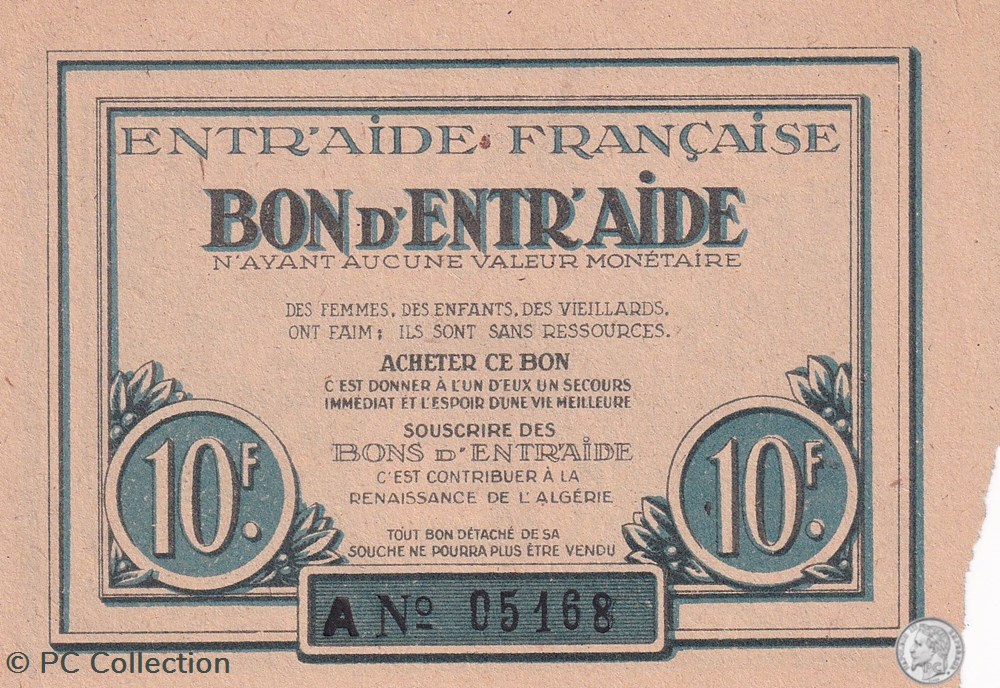 ENTR'AIDE FRANÇAISE
BON D'ENTR'AIDE
N'AYANT AUCUNE VALEUR MONÉTAIRE
DES FEMMES, DES ENFANTS, DES VIEILLARDS,
ONT FAIM ; ILS SONT SANS RESSOURCES.
ACHETER CE BON
C'EST DONNER À L'UN D'EUX UN SECOURS
IMMÉDIAT ET L'ESPOIR D'UNE VIE MEILLEURE
SOUSCRIRE DES
BONS D'ENTR'AIDE
C'EST CONTRIBUER À LA
RENAISSANCE DE L'ALGÉRIE
10F.
10F.
TOUT BON DÉTACHÉ DE SA
SOUCHE NE POURRA PLUS ÊTRE VENDU
A Nº 05168
© PC Collection
PC